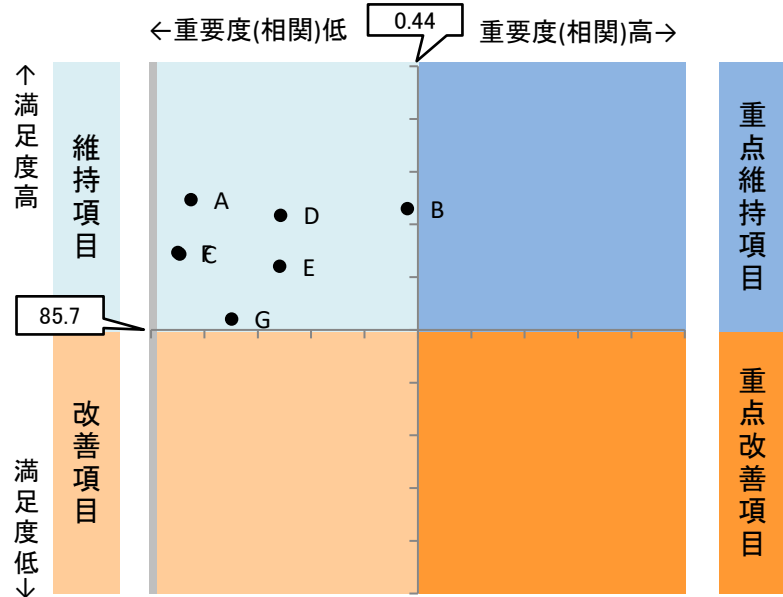 ←重要度(相関)低
0.44
重要度(相関)高→
↑満足度高
維持項目
重点維持項目
A
D
B
F
C
E
G
85.7
改善項目
重点改善項目
満足度低↓